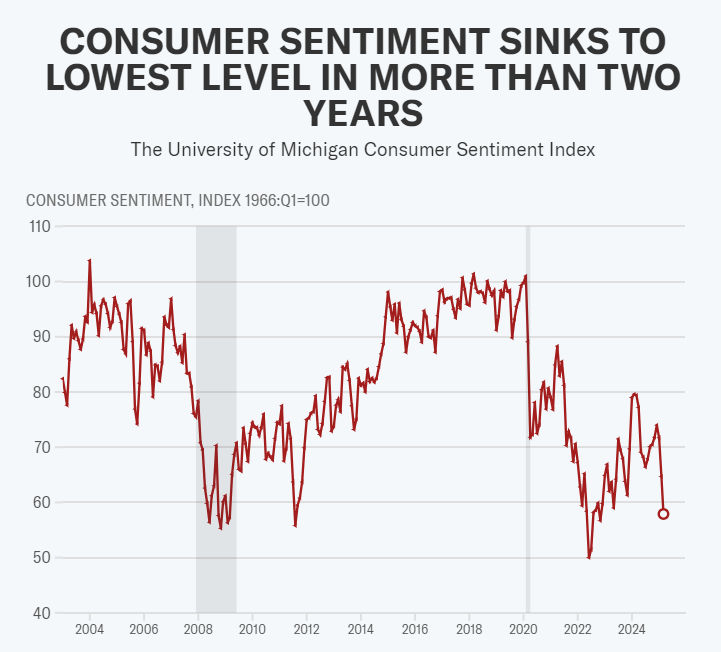 CONSUMER SENTIMENT SINKS TO
LOWEST LEVEL IN MORE THAN TWO
YEARS
The University of Michigan Consumer Sentiment Index
CONSUMER SENTIMENT, INDEX 1966:Q1=100
110
100
90
80
70
60
50
40
2004 2006 2008 2010 2012 2014 2016 2018 2020 2022 2024